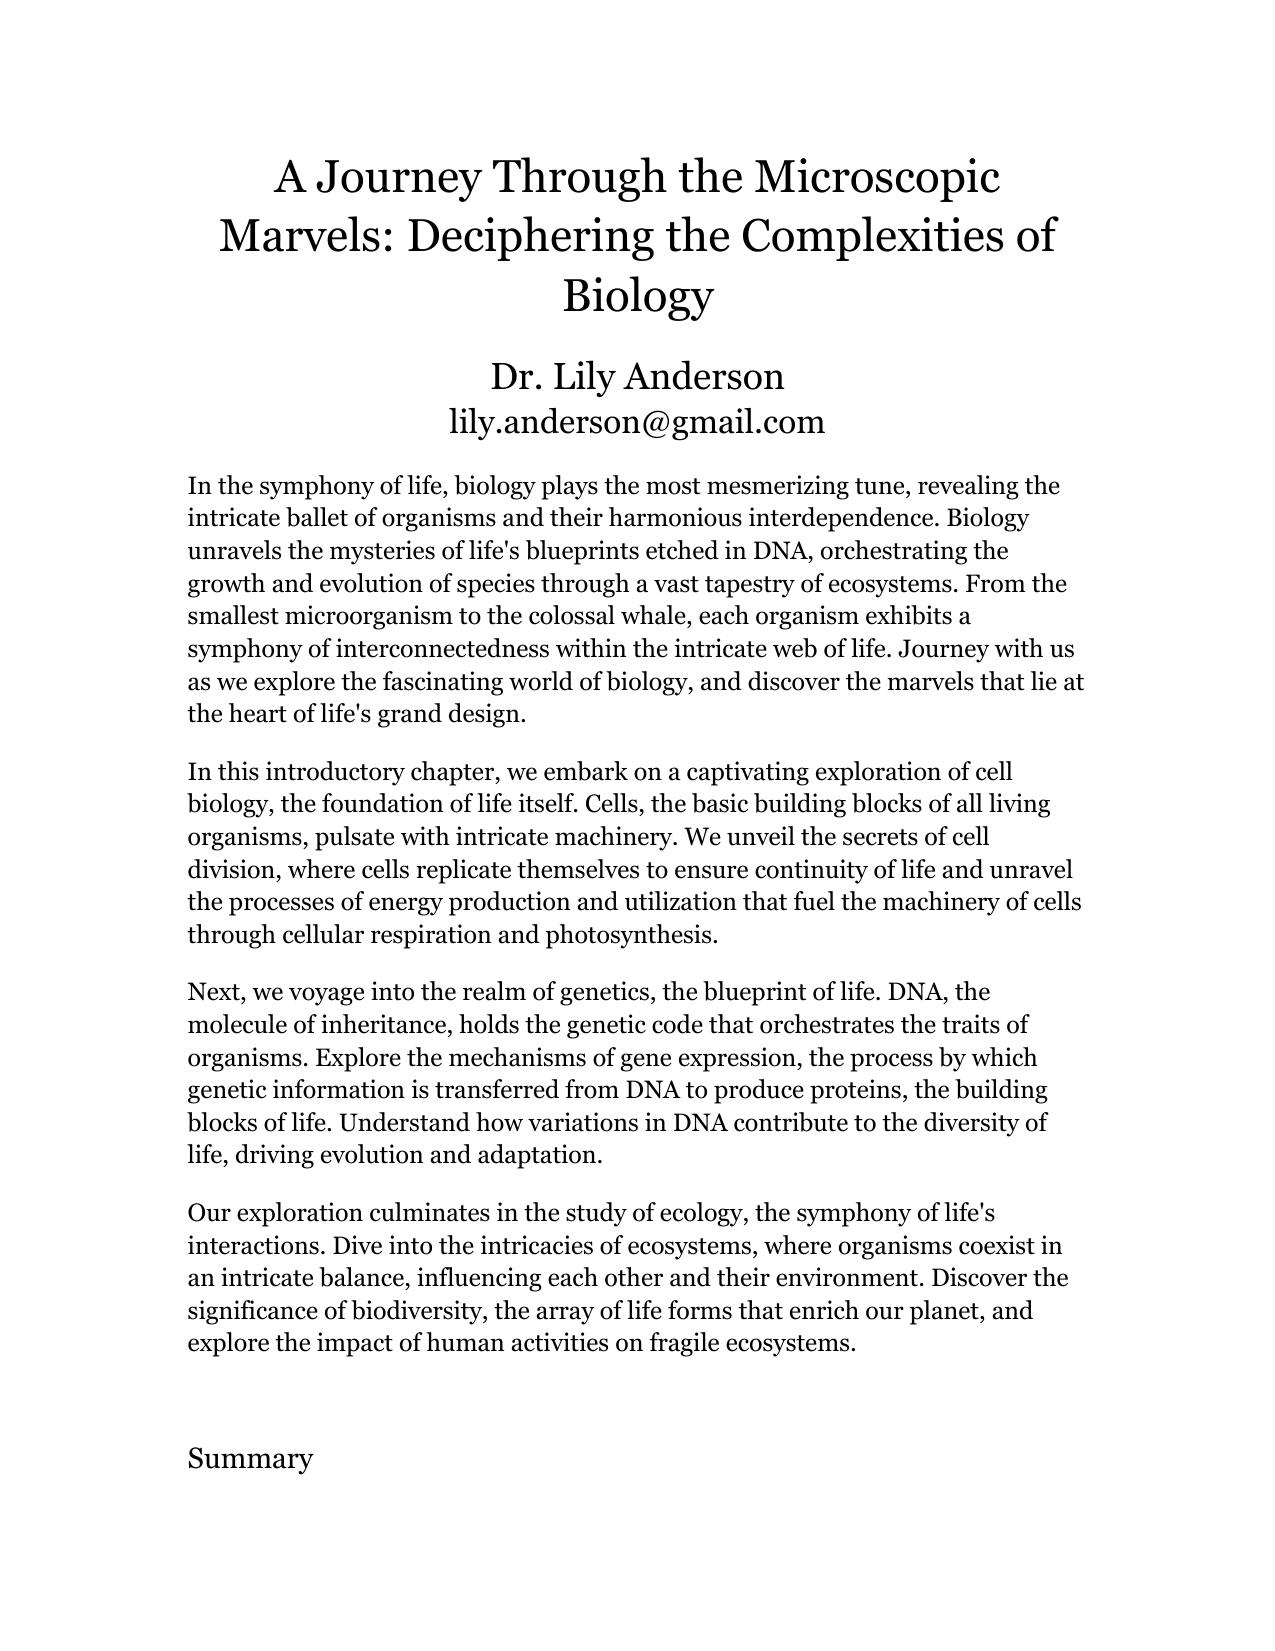 A Journey Through the Microscopic
Marvels: Deciphering the Complexities of
Biology
Dr. Lily Anderson
lily.anderson@gmail.com
In the symphony of life, biology plays the most mesmerizing tune, revealing the
intricate ballet of organisms and their harmonious interdependence. Biology
unravels the mysteries of life's blueprints etched in DNA, orchestrating the
growth and evolution of species through a vast tapestry of ecosystems. From the
smallest microorganism to the colossal whale, each organism exhibits a
symphony of interconnectedness within the intricate web of life. Journey with us
as we explore the fascinating world of biology, and discover the marvels that lie at
the heart of life's grand design.
In this introductory chapter, we embark on a captivating exploration of cell
biology, the foundation of life itself. Cells, the basic building blocks of all living
organisms, pulsate with intricate machinery. We unveil the secrets of cell
division, where cells replicate themselves to ensure continuity of life and unravel
the processes of energy production and utilization that fuel the machinery of cells
through cellular respiration and photosynthesis.
Next, we voyage into the realm of genetics, the blueprint of life. DNA, the
molecule of inheritance, holds the genetic code that orchestrates the traits of
organisms. Explore the mechanisms of gene expression, the process by which
genetic information is transferred from DNA to produce proteins, the building
blocks of life. Understand how variations in DNA contribute to the diversity of
life, driving evolution and adaptation.
Our exploration culminates in the study of ecology, the symphony of life's
interactions. Dive into the intricacies of ecosystems, where organisms coexist in
an intricate balance, influencing each other and their environment. Discover the
significance of biodiversity, the array of life forms that enrich our planet, and
explore the impact of human activities on fragile ecosystems.
Summary